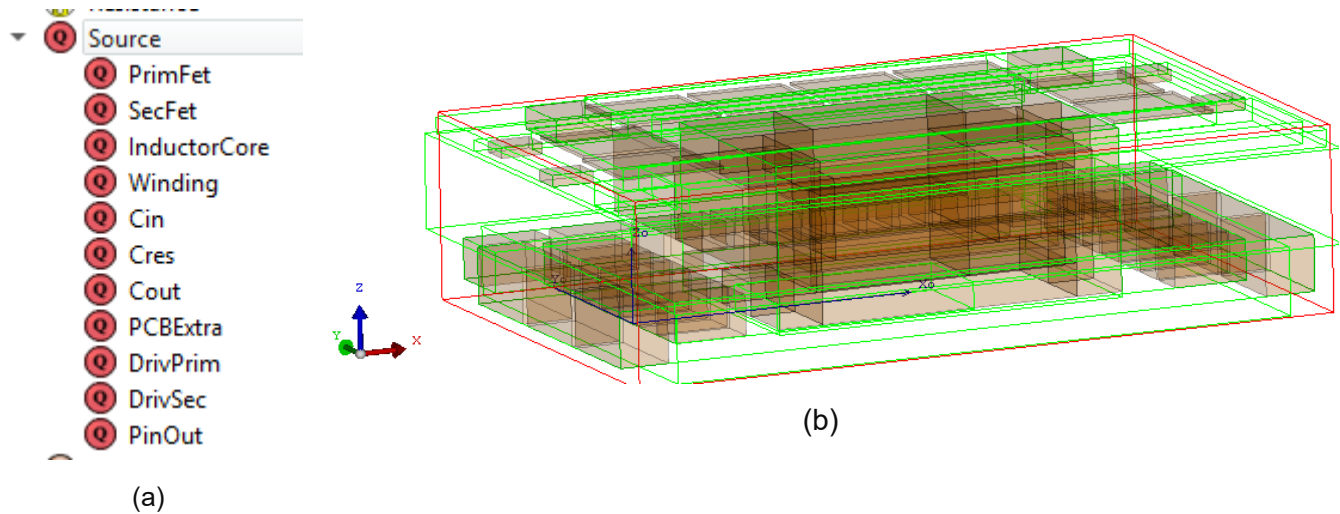 Source
Q PrimFet
Q SecFet
Q InductorCore
Q Winding
Q Cin
Q Cres
Q Cout
Q PCBExtra
Q DrivPrim
Q DrivSec
Q PinOut
(a)
Zo
Xo
Z
Y
X
(b)